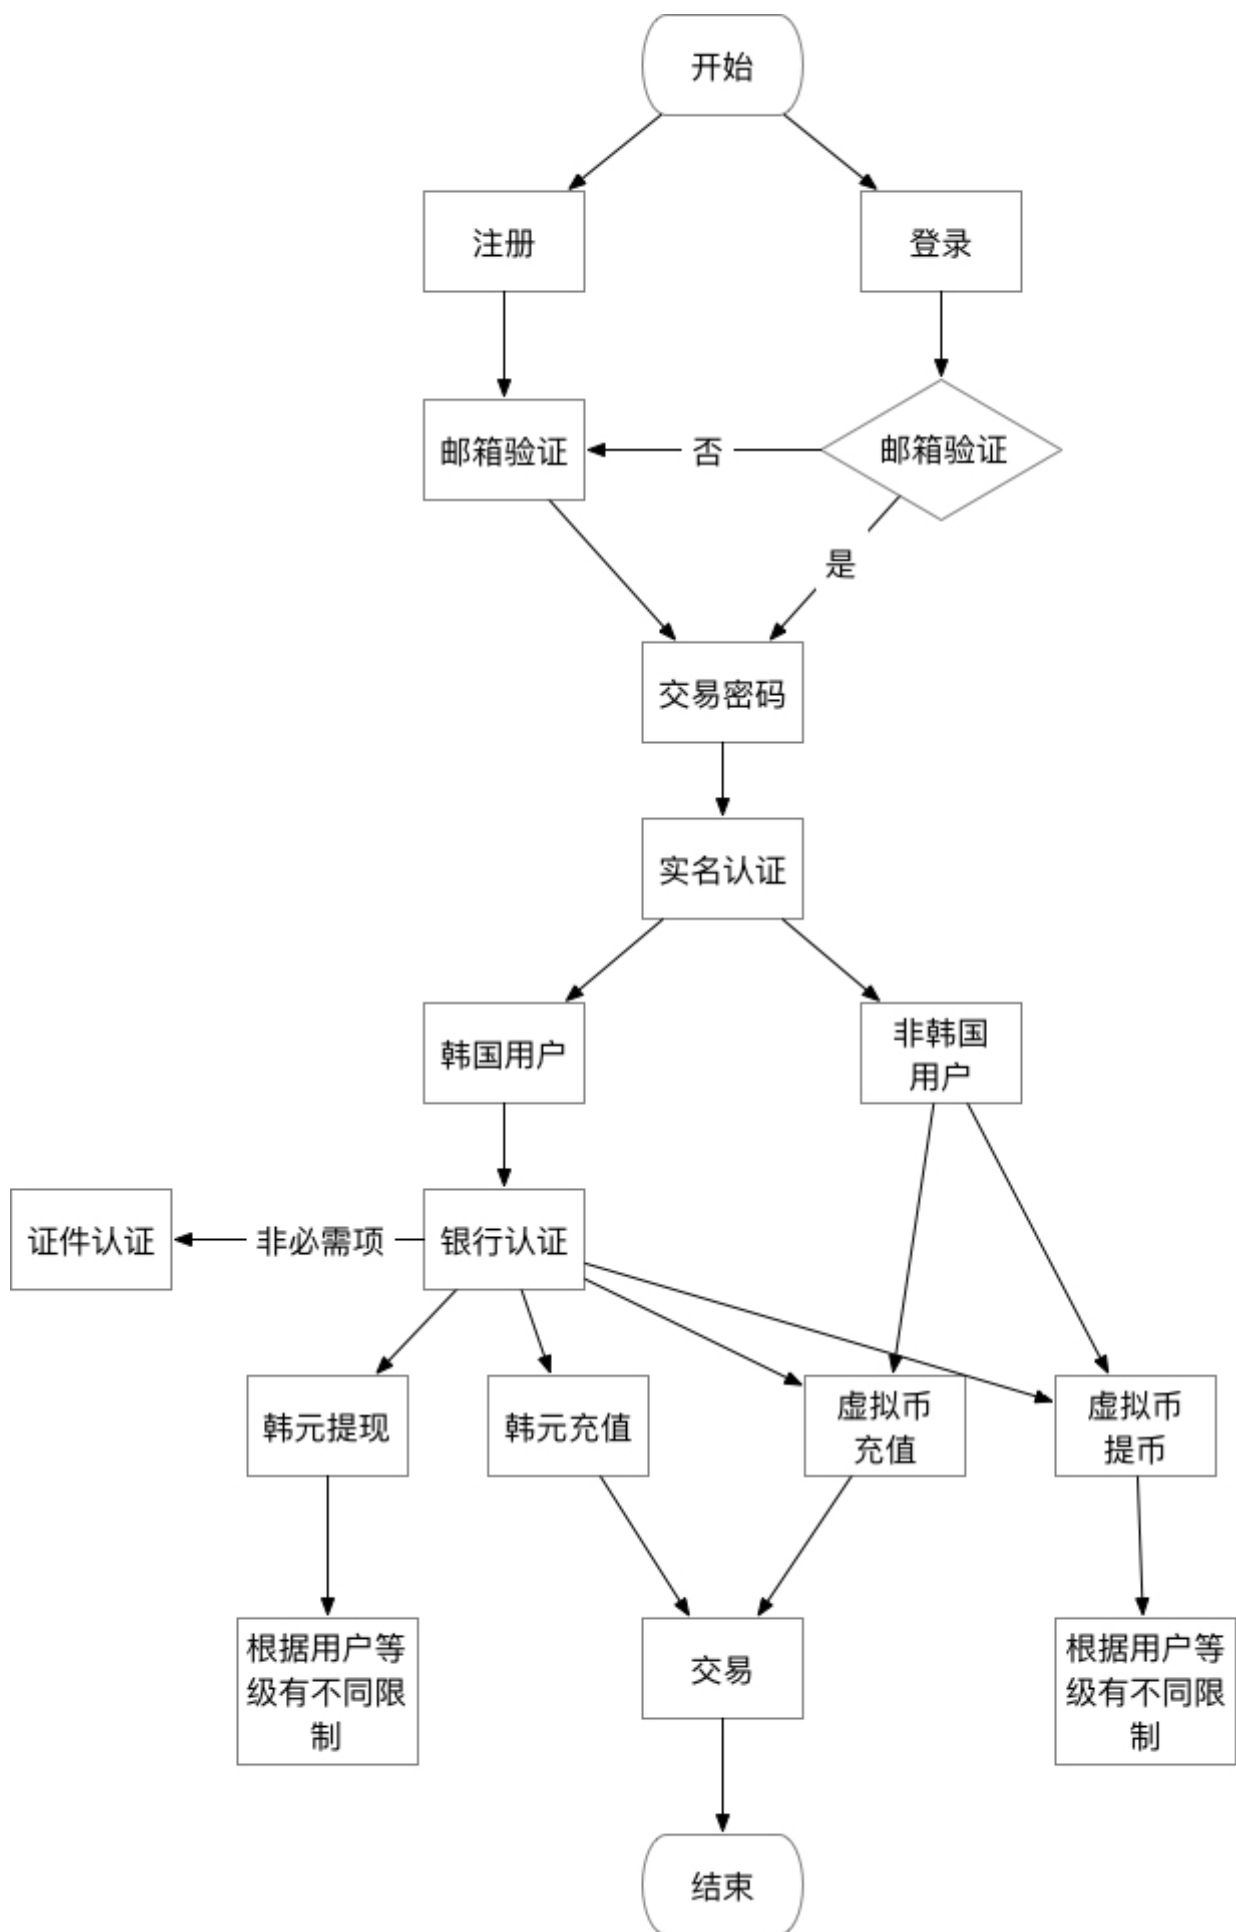 开始
注册
登录
邮箱验证
否
邮箱验证
是
交易密码
实名认证
韩国用户
非韩国
用户
证件认证
非必需项
银行认证
韩元提现
韩元充值
虚拟币
充值
虚拟币
提币
根据用户等
级有不同限
制
交易
根据用户等
级有不同限
制
结束